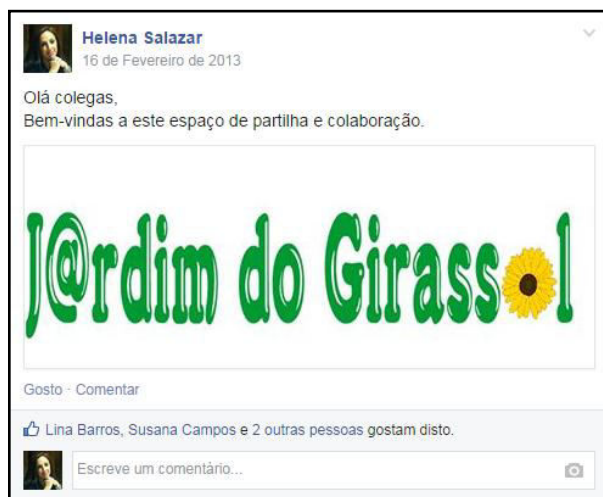 Helena Salazar
16 de Fevereiro de 2013
Olá colegas,
Bem-vindas a este espaço de partilha e colaboração.
J@rdim do Girassol
Gosto · Comentar
Lina Barros, Susana Campos e 2 outras pessoas gostam disto.
Escreve um comentário...